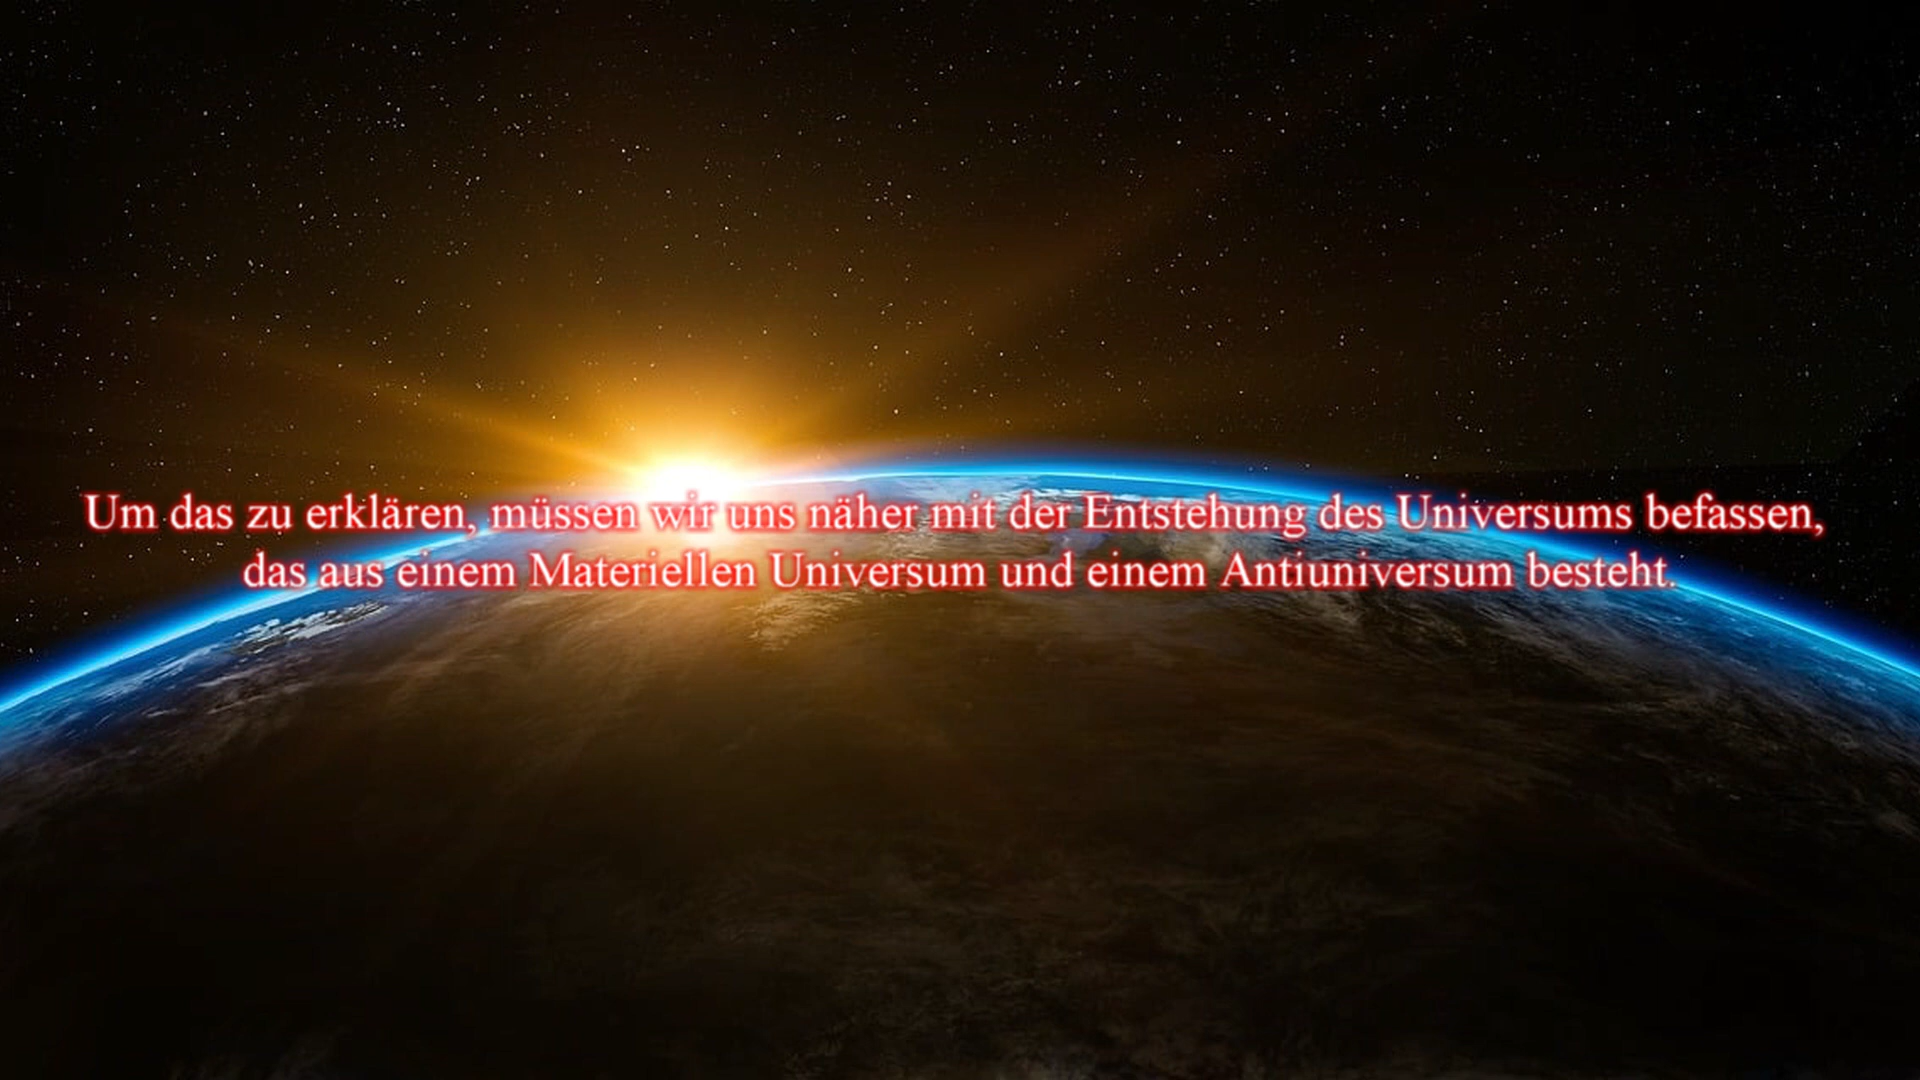 Um das zu erklären, müssen wir uns näher mit der Entstehung des Universums befassen,
das aus einem Materiellen Universum und einem Antiuniversum besteht.